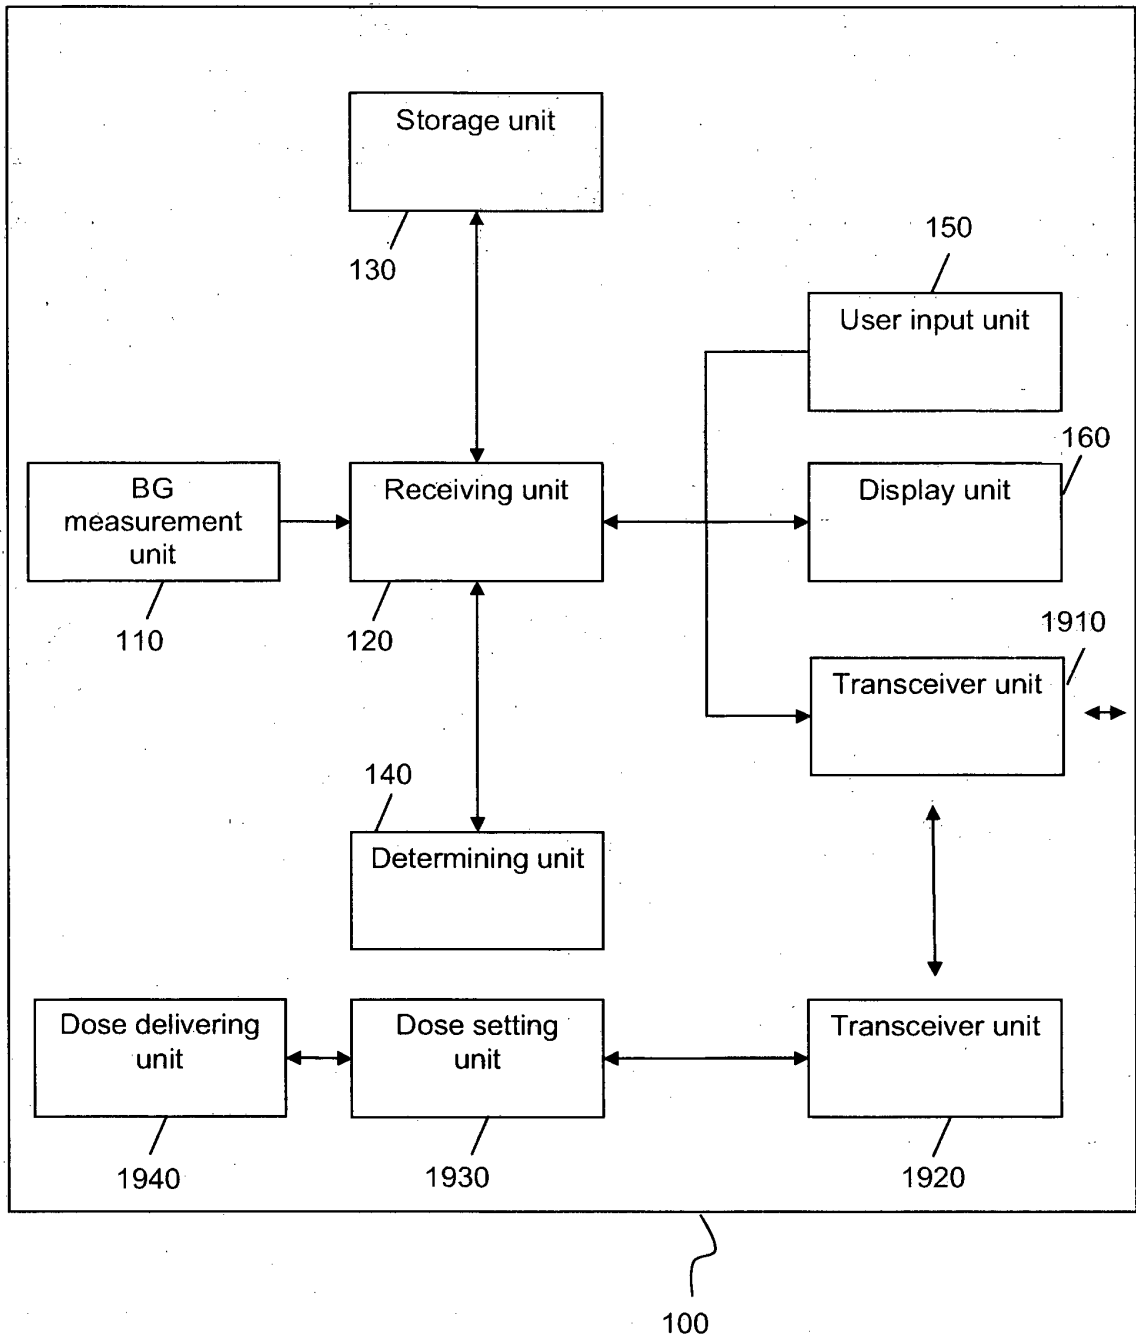 Storage unit
130
150
User input unit
160
BG
measurement
unit
Receiving unit
Display unit
110
120
1910
Transceiver unit
140
Determining unit
Dose delivering
unit
Dose setting
unit
Transceiver unit
1940
1930
1920
100